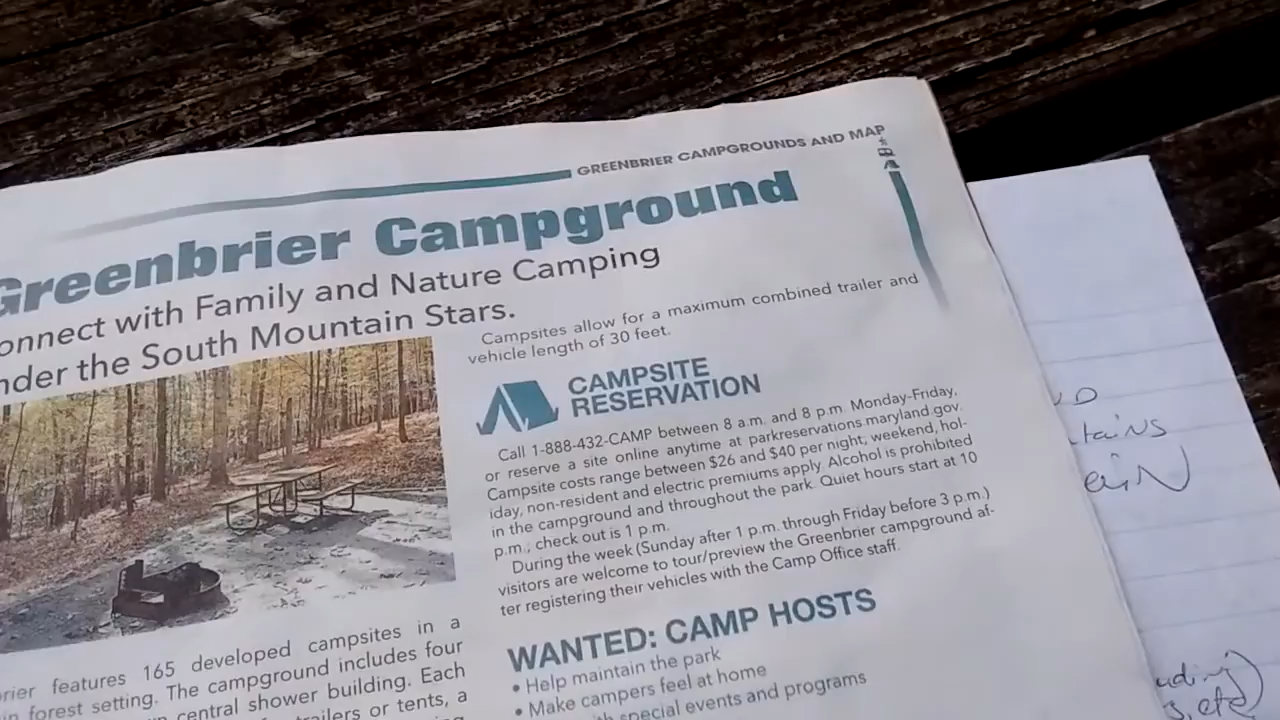 GREENBRIER CAMPGROUNDS AND MAP
Greenbrier Campground
onnect with Family and Nature Camping
nder the South Mountain Stars.
Campsites allow for a maximum combined trailer and
vehicle length of 30 feet.
CAMPSITE
RESERVATION
Call 1-888-432-CAMP between 8 a.m. and 8 p.m. Monday-Friday,
or reserve a site online anytime at parkreservations.maryland.gov.
Campsite costs range between $26 and $40 per night; weekend, hol-
iday, non-resident and electric premiums apply. Alcohol is prohibited
in the campground and throughout the park. Quiet hours start at 10
p.m.; check out is 1 p.m.
During the week (Sunday after 1 p.m. through Friday before 3 p.m.)
visitors are welcome to tour/preview the Greenbrier campground af-
ter registering their vehicles with the Camp Office staff.
WANTED: CAMP HOSTS
• Help maintain the park
• Make campers feel at home
special events and programs
rier features 165 developed campsites in a
forest setting. The campground includes four
central shower building. Each
trailers or tents, a
tains